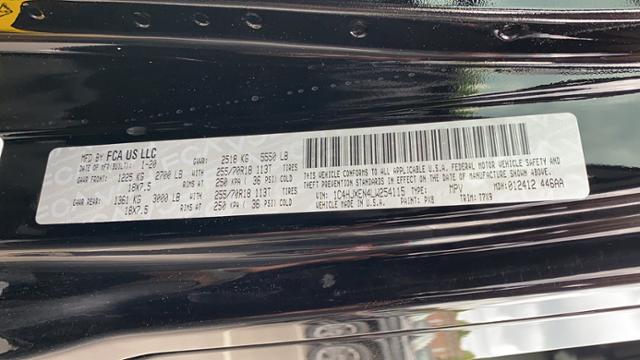 MFD BY FCA US LLC
DATE OF MFR/BUILT: 1-20 GVWR: 2518 KG 5550 LB
GAWR FRONT: 1225 KG 2700 LB WITH 255/70R18 113T
18X7.5 RIMS AT 250 KPA ( 36 PSI) COLD
GAWR REAR: 1361 KG 3000 LB WITH 255/70R18 113T
18X7.5 RIMS AT 250 KPA ( 36 PSI) COLD
THIS VEHICLE CONFORMS TO ALL APPLICABLE U.S.A.
FEDERAL MOTOR VEHICLE SAFETY, BUMPER AND
THEFT PREVENTION STANDARDS IN EFFECT ON THE
DATE OF MANUFACTURE SHOWN ABOVE.
TYPE: MPV
VEHICLE MADE IN U.S.A. PAINT: PX8 MDH: 012412 446AA
TRIM: T7X9